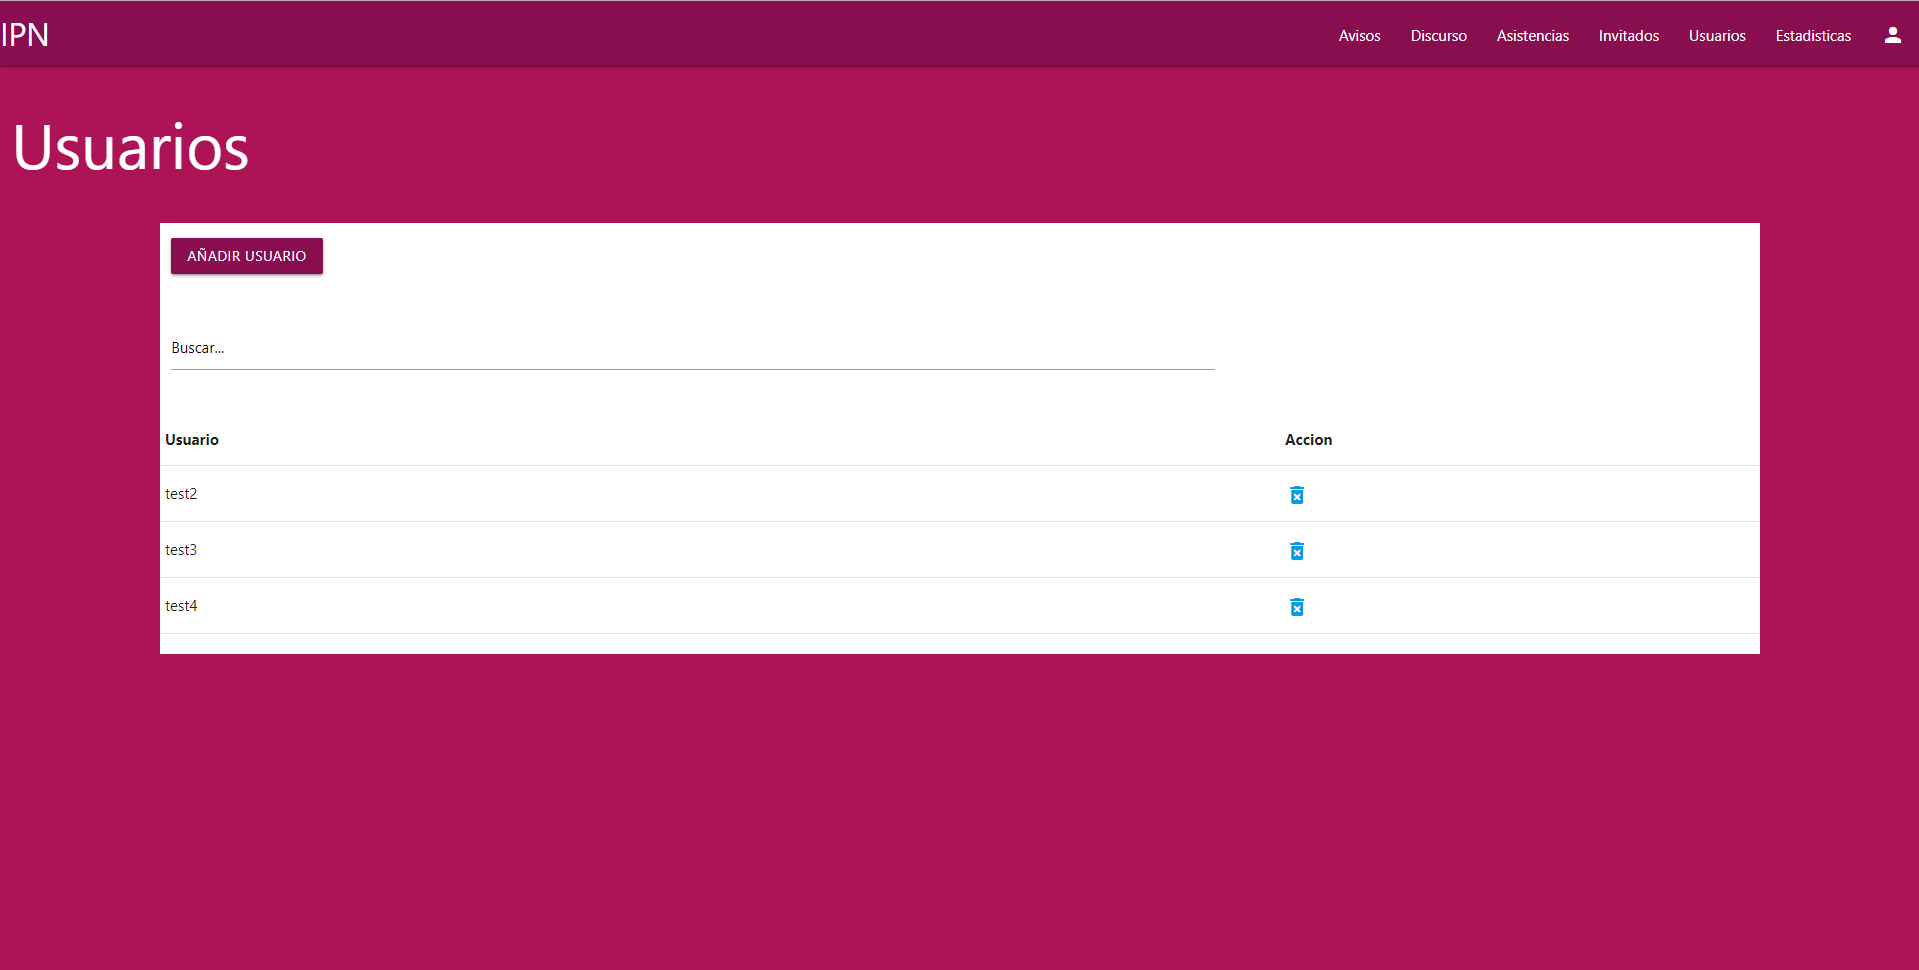 IPN Avisos Discurso Asistencias Invitados Usuarios Estadisticas
Usuarios
AÑADIR USUARIO
Buscar...
Usuario Accion
test2
test3
test4